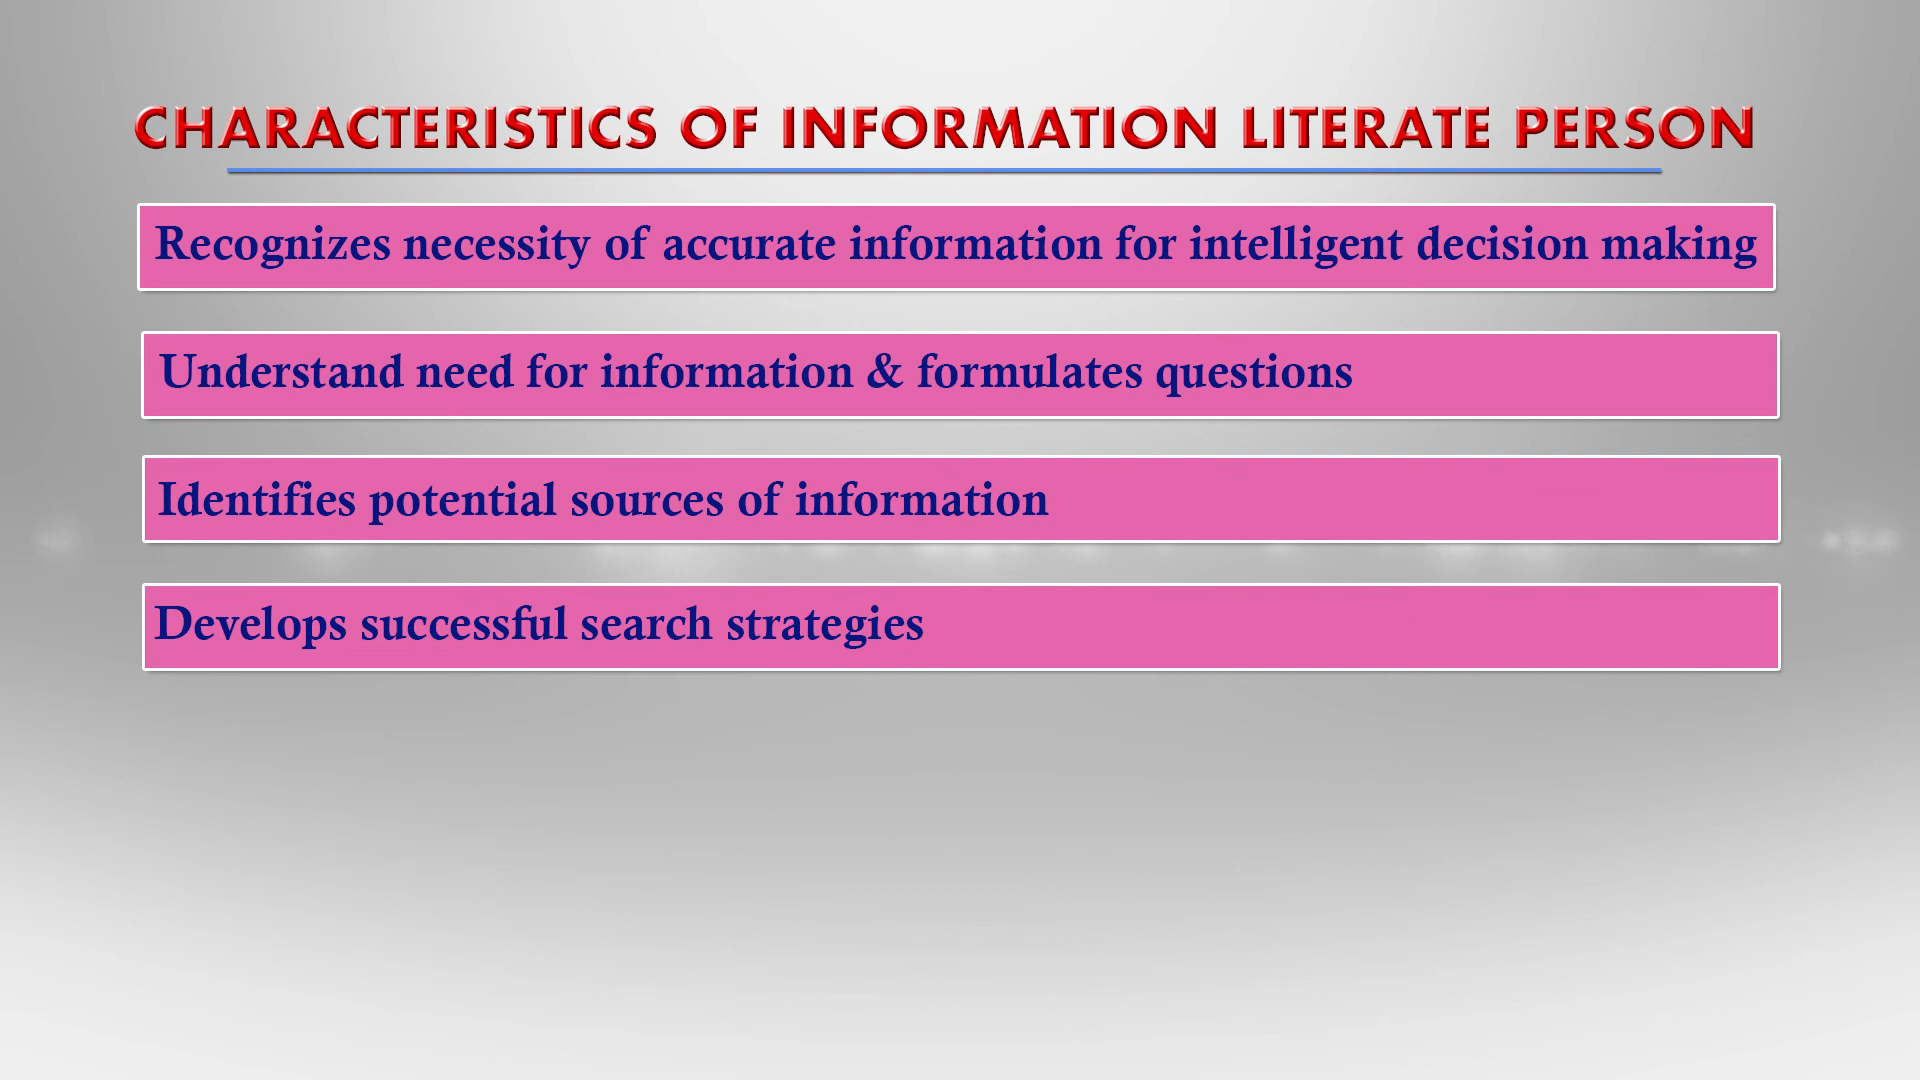 CHARACTERISTICS OF INFORMATION LITERATE PERSON
Recognizes necessity of accurate information for intelligent decision making
Understand need for information & formulates questions
Identifies potential sources of information
Develops successful search strategies